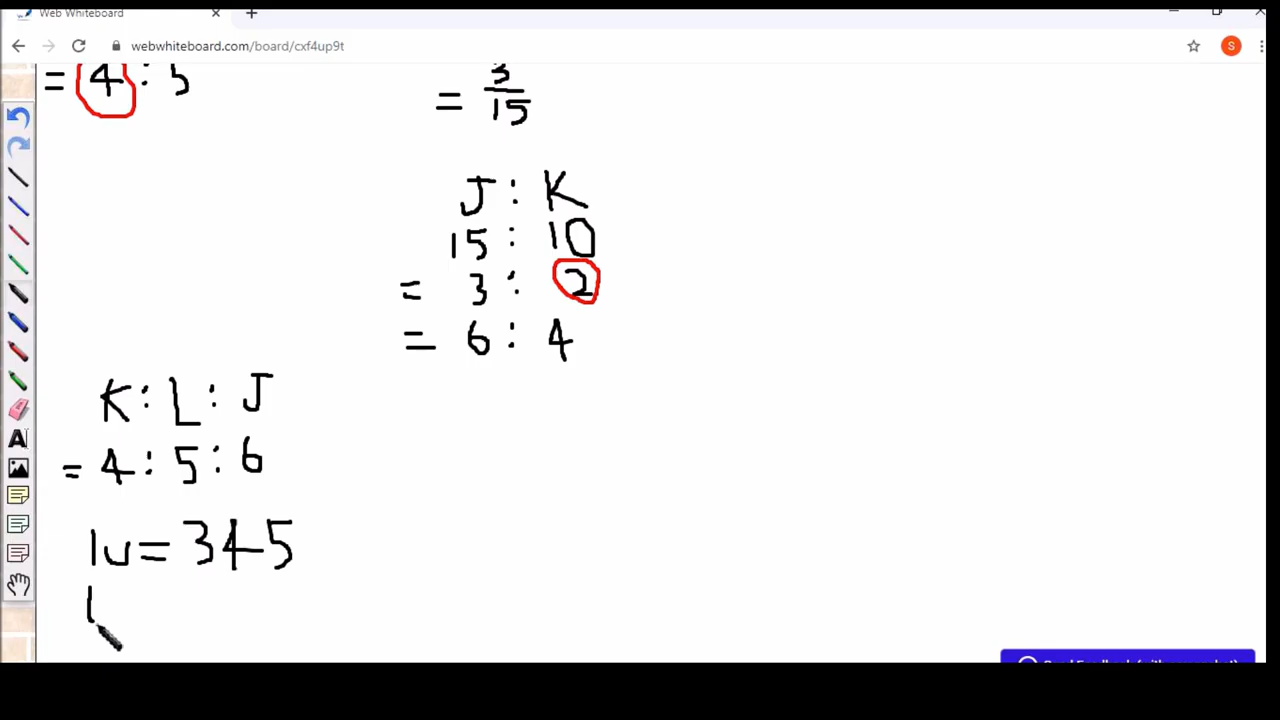 Web Whiteboard
webwhiteboard.com/board/cxf4up9t
S
= 4 : 5
3
= 15
J : K
15 : 10
= 3 : 2
= 6 : 4
K : L : J
= 4 : 5 : 6
1u = 345
A